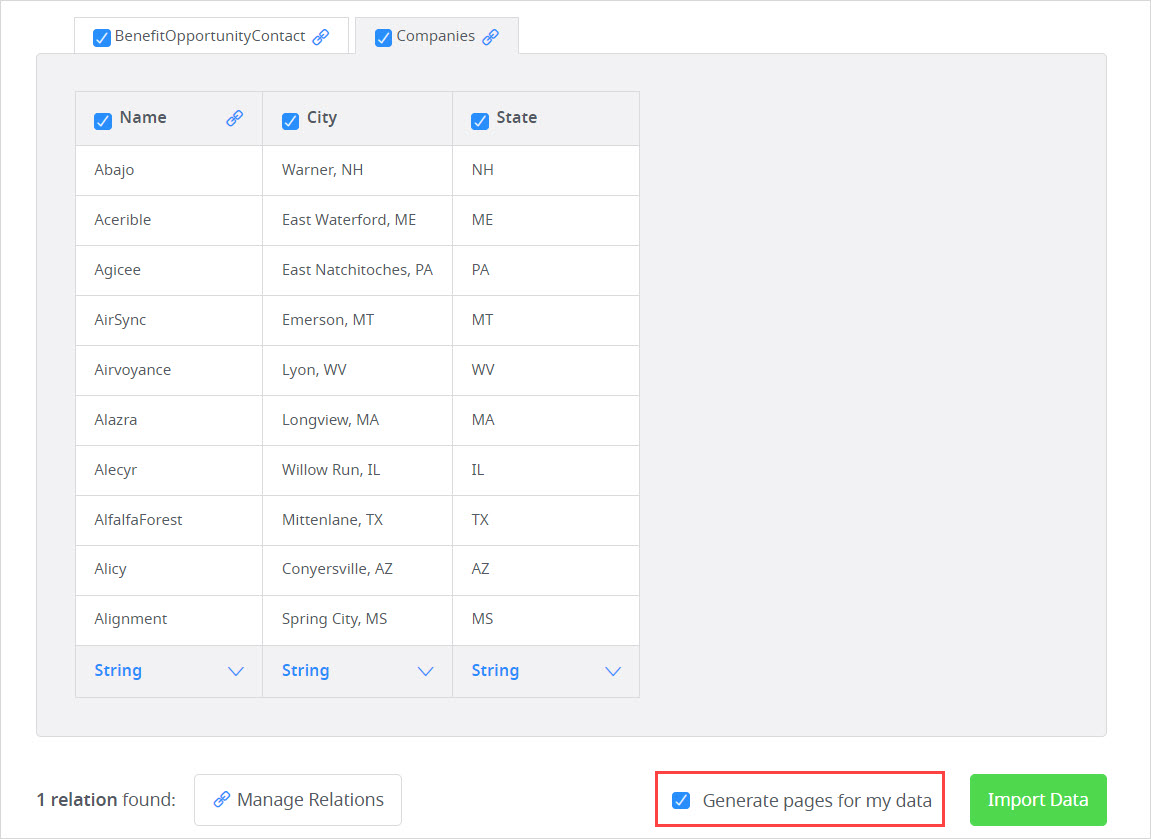 BenefitOpportunityContact Companies
Name City State
Abajo Warner, NH NH
Acerible East Waterford, ME ME
Agicee East Natchitoches, PA PA
AirSync Emerson, MT MT
Airvoyance Lyon, WV WV
Alazra Longview, MA MA
Alecyr Willow Run, IL IL
AlfalfaForest Mittenlane, TX TX
Alicy Conyersville, AZ AZ
Alignment Spring City, MS MS
String String String
1 relation found: Manage Relations Generate pages for my data Import Data